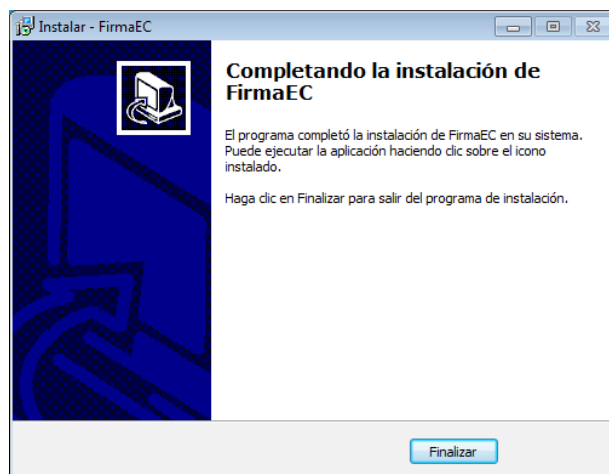 Instalar - FirmaEC
Completando la instalación de
FirmaEC
El programa completó la instalación de FirmaEC en su sistema.
Puede ejecutar la aplicación haciendo clic sobre el icono
instalado.
Haga clic en Finalizar para salir del programa de instalación.
Finalizar